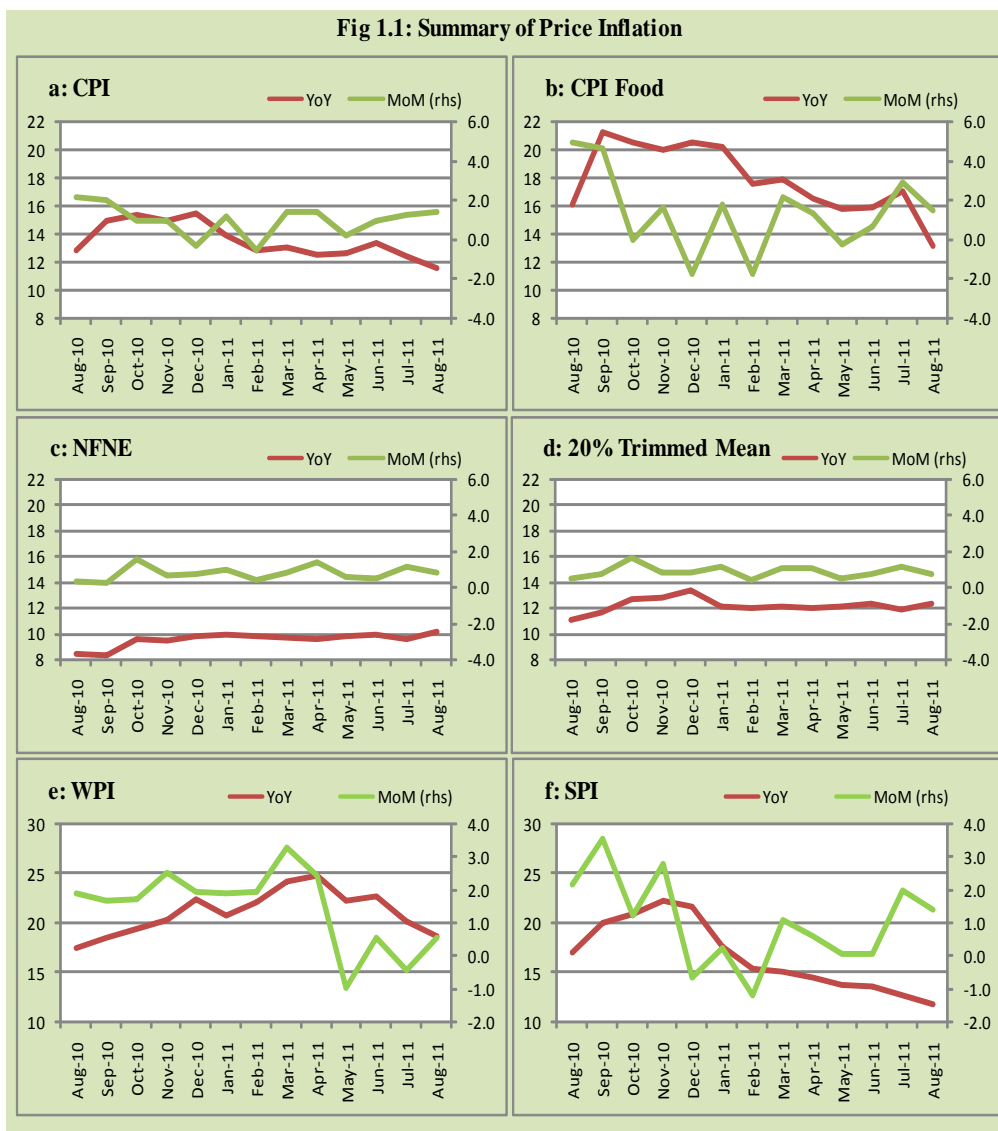 Fig 1.1: Summary of Price Inflation
a: CPI
YoY MoM (rhs)
22
20
18
16
14
12
10
8
6.0
4.0
2.0
0.0
-2.0
-4.0
Aug-10
Sep-10
Oct-10
Nov-10
Dec-10
Jan-11
Feb-11
Mar-11
Apr-11
May-11
Jun-11
Jul-11
Aug-11
b: CPI Food
YoY MoM (rhs)
22
20
18
16
14
12
10
8
6.0
4.0
2.0
0.0
-2.0
-4.0
Aug-10
Sep-10
Oct-10
Nov-10
Dec-10
Jan-11
Feb-11
Mar-11
Apr-11
May-11
Jun-11
Jul-11
Aug-11
c: NFNE
YoY MoM (rhs)
22
20
18
16
14
12
10
8
6.0
4.0
2.0
0.0
-2.0
-4.0
Aug-10
Sep-10
Oct-10
Nov-10
Dec-10
Jan-11
Feb-11
Mar-11
Apr-11
May-11
Jun-11
Jul-11
Aug-11
d: 20% Trimmed Mean
YoY MoM (rhs)
22
20
18
16
14
12
10
8
6.0
4.0
2.0
0.0
-2.0
-4.0
Aug-10
Sep-10
Oct-10
Nov-10
Dec-10
Jan-11
Feb-11
Mar-11
Apr-11
May-11
Jun-11
Jul-11
Aug-11
e: WPI
YoY MoM (rhs)
30
25
20
15
10
4.0
3.0
2.0
1.0
0.0
-1.0
-2.0
Aug-10
Sep-10
Oct-10
Nov-10
Dec-10
Jan-11
Feb-11
Mar-11
Apr-11
May-11
Jun-11
Jul-11
Aug-11
f: SPI
YoY MoM (rhs)
30
25
20
15
10
4.0
3.0
2.0
1.0
0.0
-1.0
-2.0
Aug-10
Sep-10
Oct-10
Nov-10
Dec-10
Jan-11
Feb-11
Mar-11
Apr-11
May-11
Jun-11
Jul-11
Aug-11